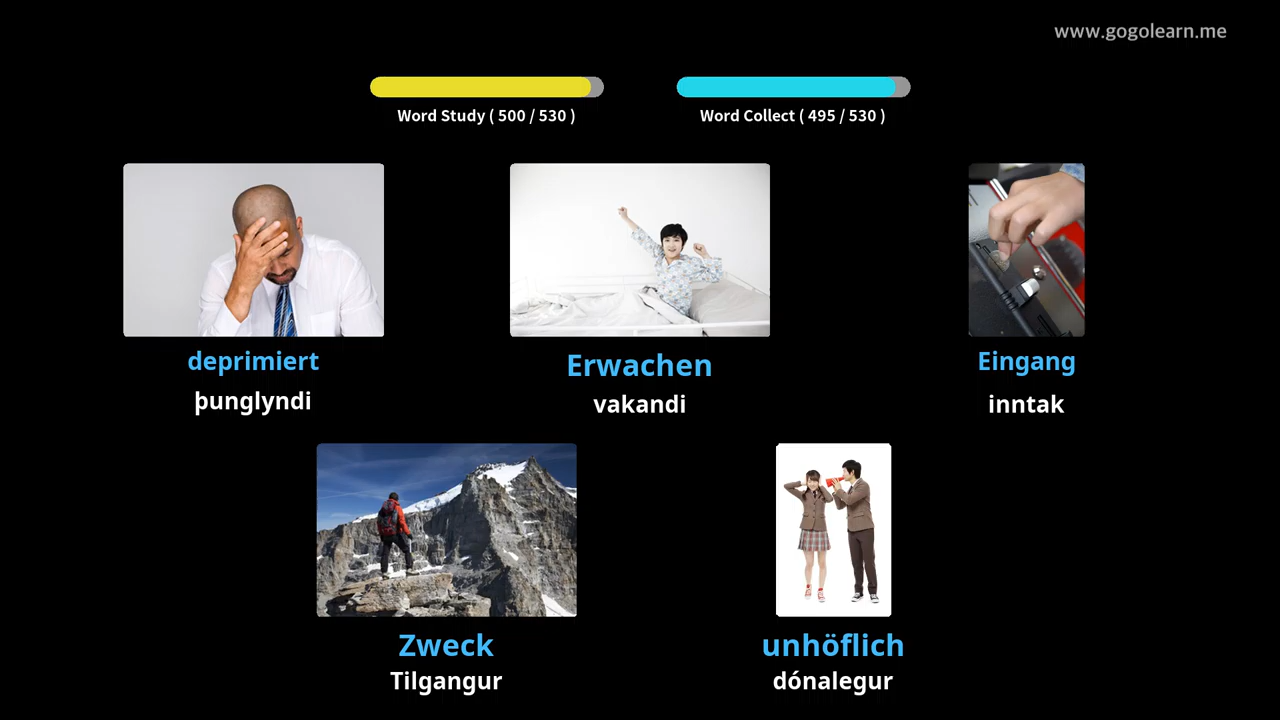 www.gogolearn.me
Word Study ( 500 / 530 )
Word Collect ( 495 / 530 )
deprimiert
þunglyndi
Erwachen
vakandi
Eingang
inntak
Zweck
Tilgangur
unhöflich
dónalegur